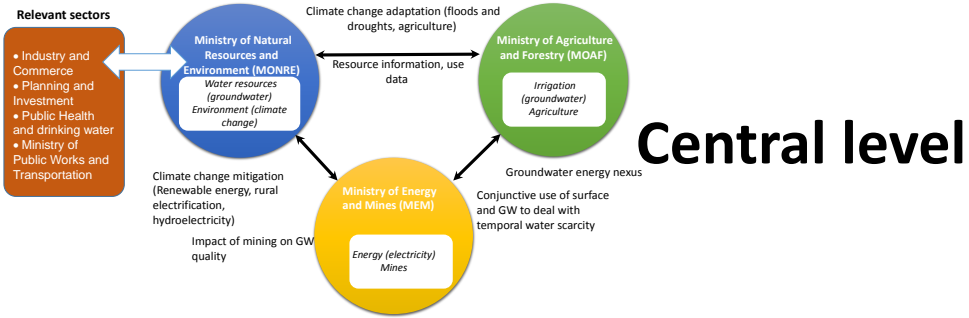 Relevant sectors
• Industry and
Commerce
• Planning and
Investment
• Public Health
and drinking water
• Ministry of
Public Works and
Transportation
Ministry of Natural
Resources and
Environment (MONRE)
Water resources
(groundwater)
Environment (climate
change)
Climate change adaptation (floods and
droughts, agriculture)
Resource information, use
data
Ministry of Agriculture
and Forestry (MOAF)
Irrigation
(groundwater)
Agriculture
Central level
Climate change mitigation
(Renewable energy, rural
electrification,
hydroelectricity)
Impact of mining on GW
quality
Ministry of Energy
and Mines (MEM)
Energy (electricity)
Mines
Groundwater energy nexus
Conjunctive use of surface
and GW to deal with
temporal water scarcity